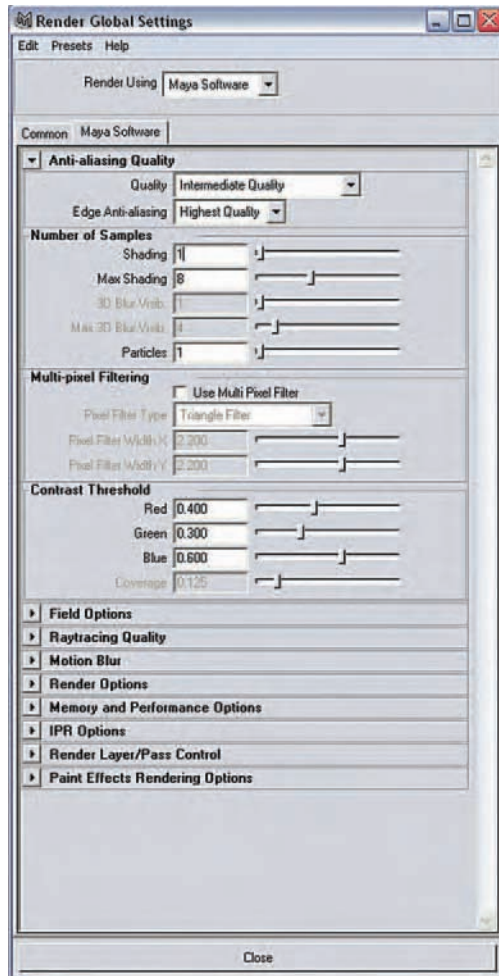 Render Global Settings
Edit Presets Help
Render Using Maya Software
Common Maya Software
Anti-aliasing Quality
Quality Intermediate Quality
Edge Anti-aliasing Highest Quality
Number of Samples
Shading 1
Max Shading 8
3D Blur Visib. 1
Max 3D Blur Visib. 4
Particles 1
Multi-pixel Filtering
Use Multi Pixel Filter
Pixel Filter Type Triangle Filter
Pixel Filter Width X 2.200
Pixel Filter Width Y 2.200
Contrast Threshold
Red 0.400
Green 0.300
Blue 0.600
Coverage 0.125
Field Options
Raytracing Quality
Motion Blur
Render Options
Memory and Performance Options
IPR Options
Render Layer/Pass Control
Paint Effects Rendering Options
Close